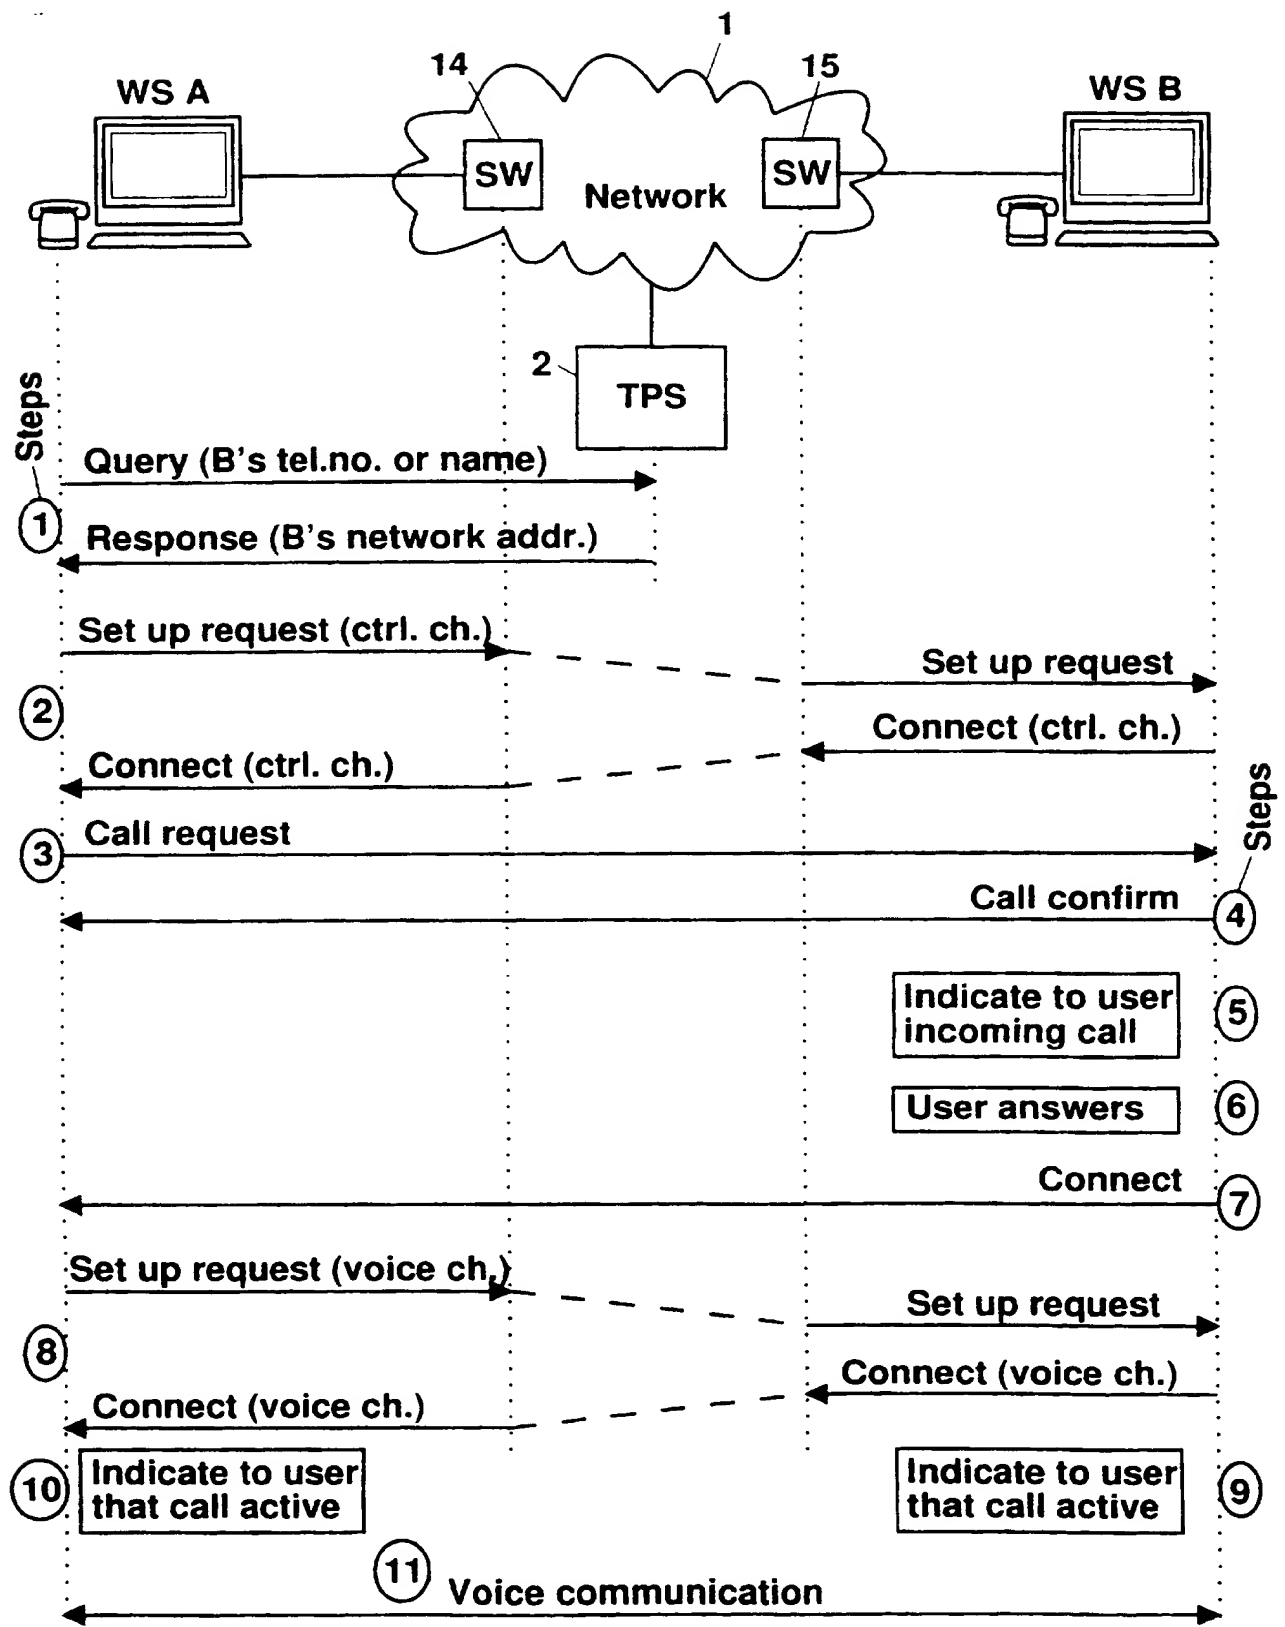 1
14
15
WS A
WS B
SW
SW
Network
2
TPS
Steps
Query (B's tel.no. or name)
1
Response (B's network addr.)
Set up request (ctrl. ch.)
Set up request
2
Connect (ctrl. ch.)
Connect (ctrl. ch.)
Steps
3
Call request
Call confirm
4
Indicate to user
incoming call
5
User answers
6
Connect
7
Set up request (voice ch.)
Set up request
8
Connect (voice ch.)
Connect (voice ch.)
10
Indicate to user
that call active
Indicate to user
that call active
9
11
Voice communication